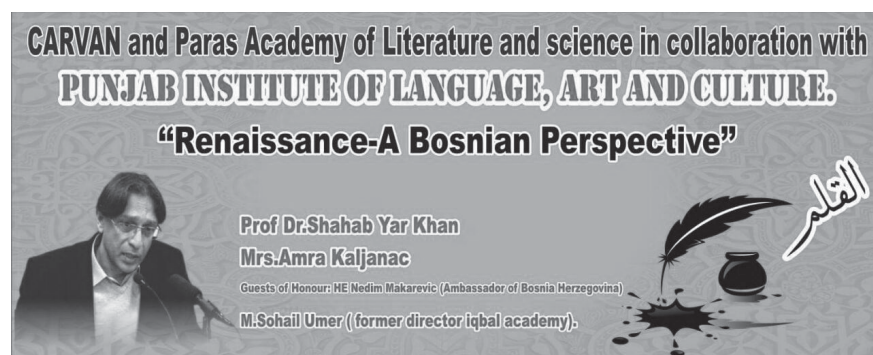 CARVAN and Paras Academy of Literature and science in collaboration with
PUNJAB INSTITUTE OF LANGUAGE, ART AND CULTURE.
“Renaissance-A Bosnian Perspective”
القلم
Prof Dr.Shahab Yar Khan
Mrs.Amra Kaljanac
Guests of Honour: HE Nedim Makarevic (Ambassador of Bosnia Herzegovina)
M.Sohail Umer ( former director iqbal academy).